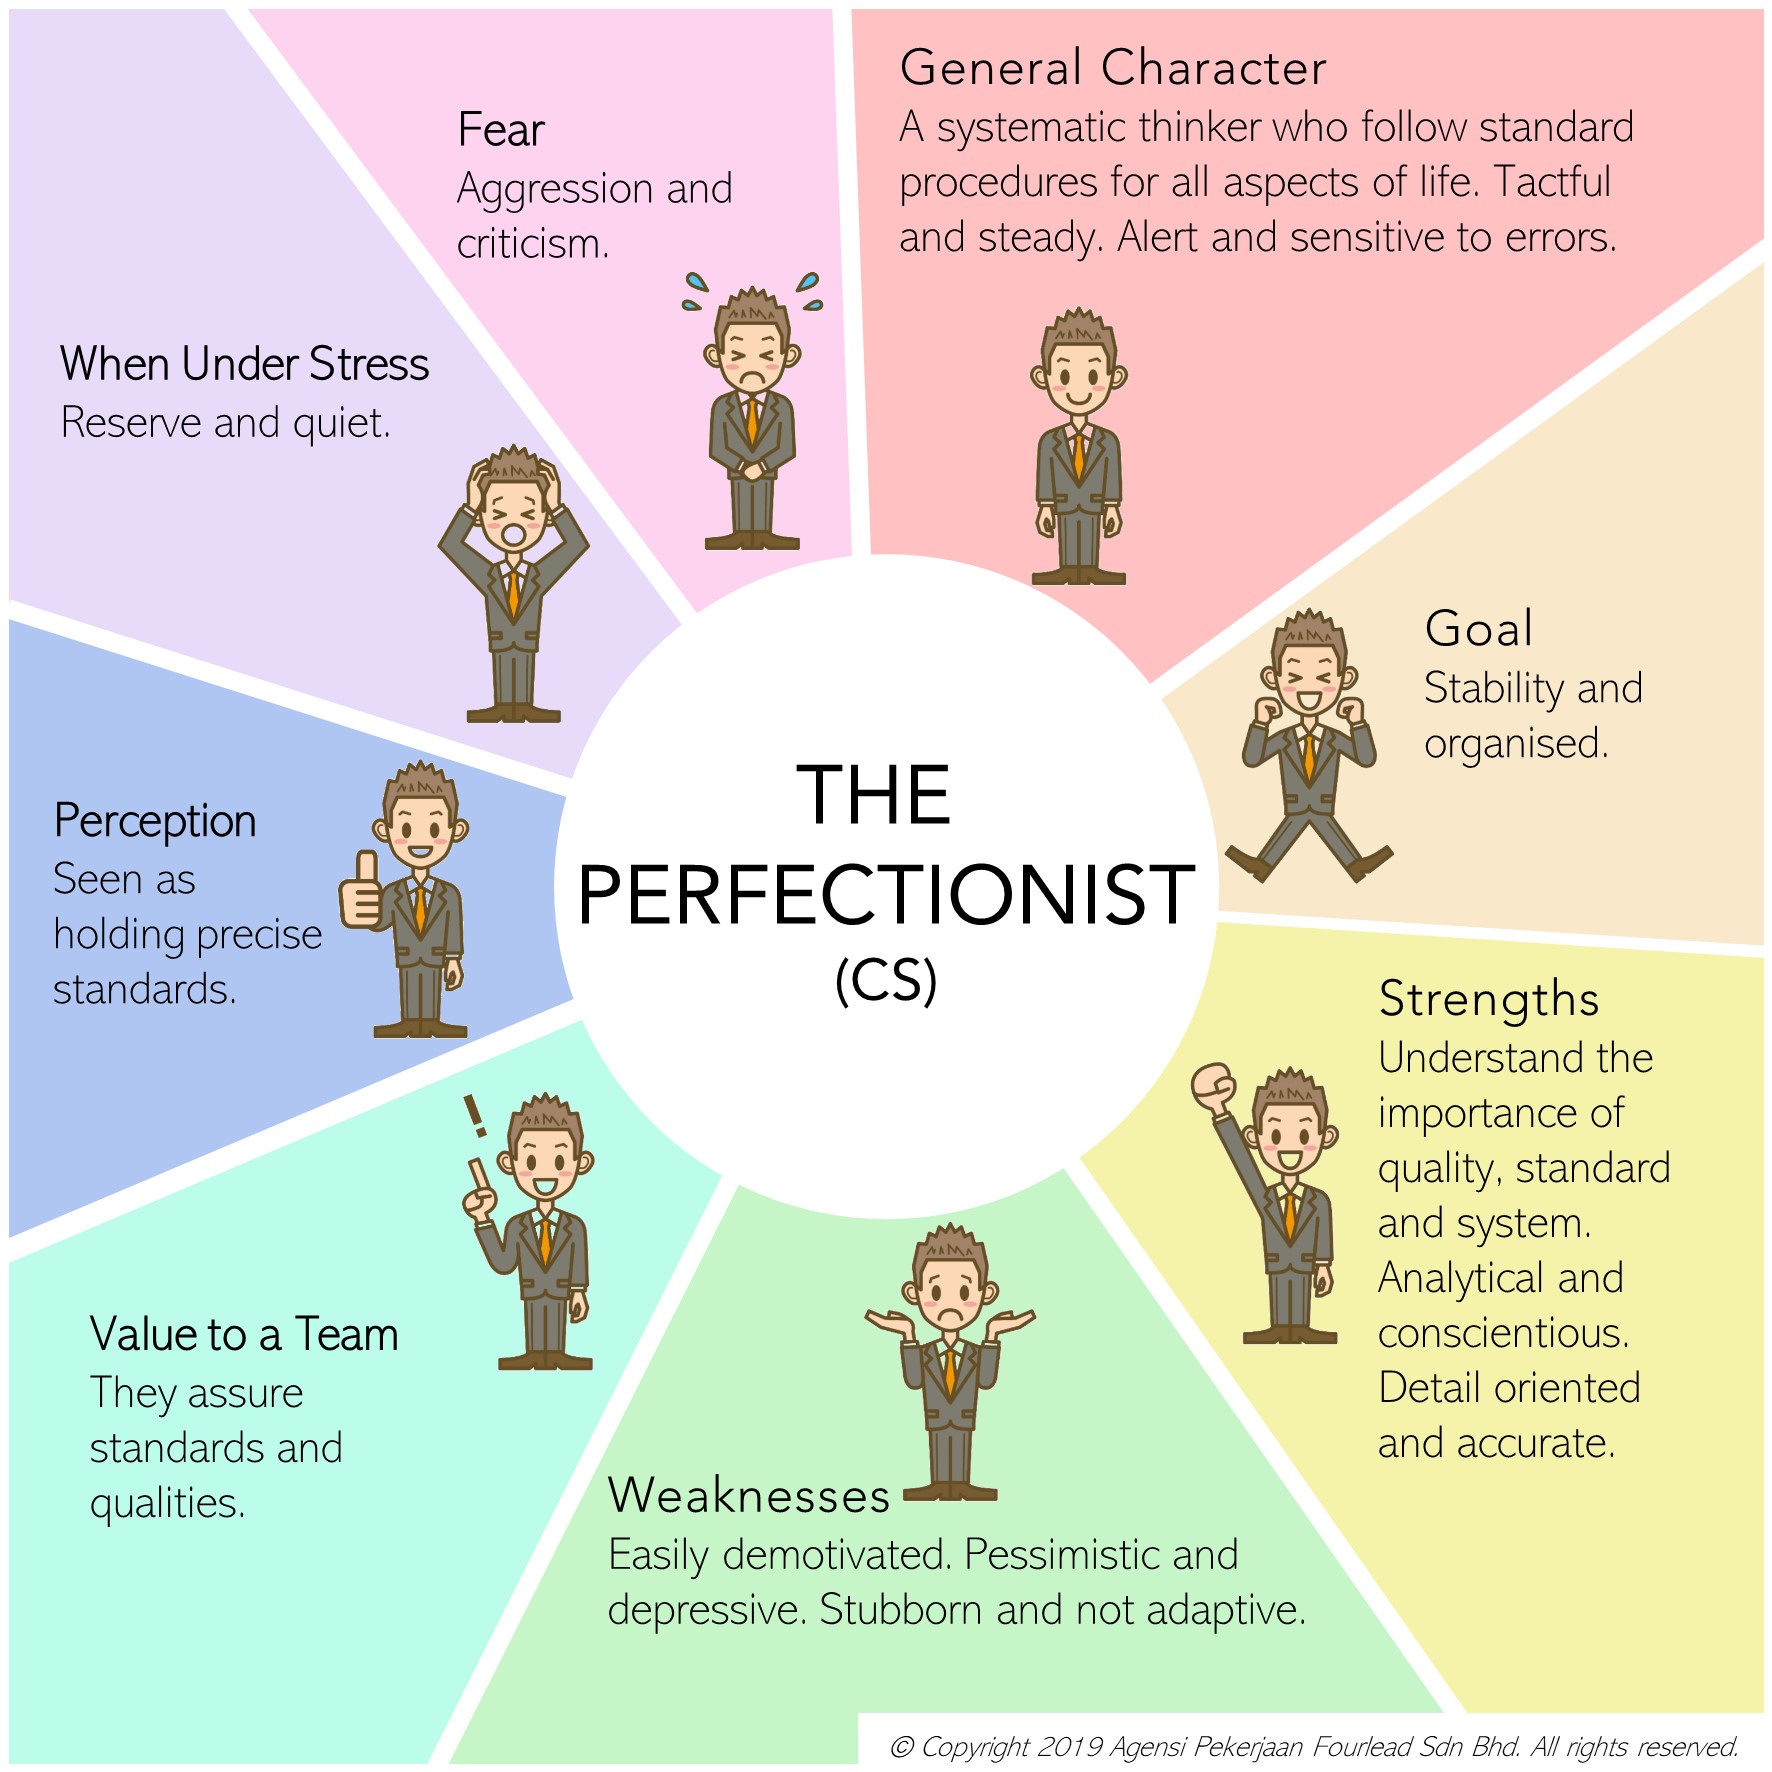 General Character
A systematic thinker who follow standard
procedures for all aspects of life. Tactful
and steady. Alert and sensitive to errors.
Goal
Stability and
organised.
Strengths
Understand the
importance of
quality, standard
and system.
Analytical and
conscientious.
Detail oriented
and accurate.
Weaknesses
Easily demotivated. Pessimistic and
depressive. Stubborn and not adaptive.
Value to a Team
They assure
standards and
qualities.
Perception
Seen as
holding precise
standards.
When Under Stress
Reserve and quiet.
Fear
Aggression and
criticism.
!
THE
PERFECTIONIST
(CS)
© Copyright 2019 Agensi Pekerjaan Fourlead Sdn Bhd. All rights reserved.